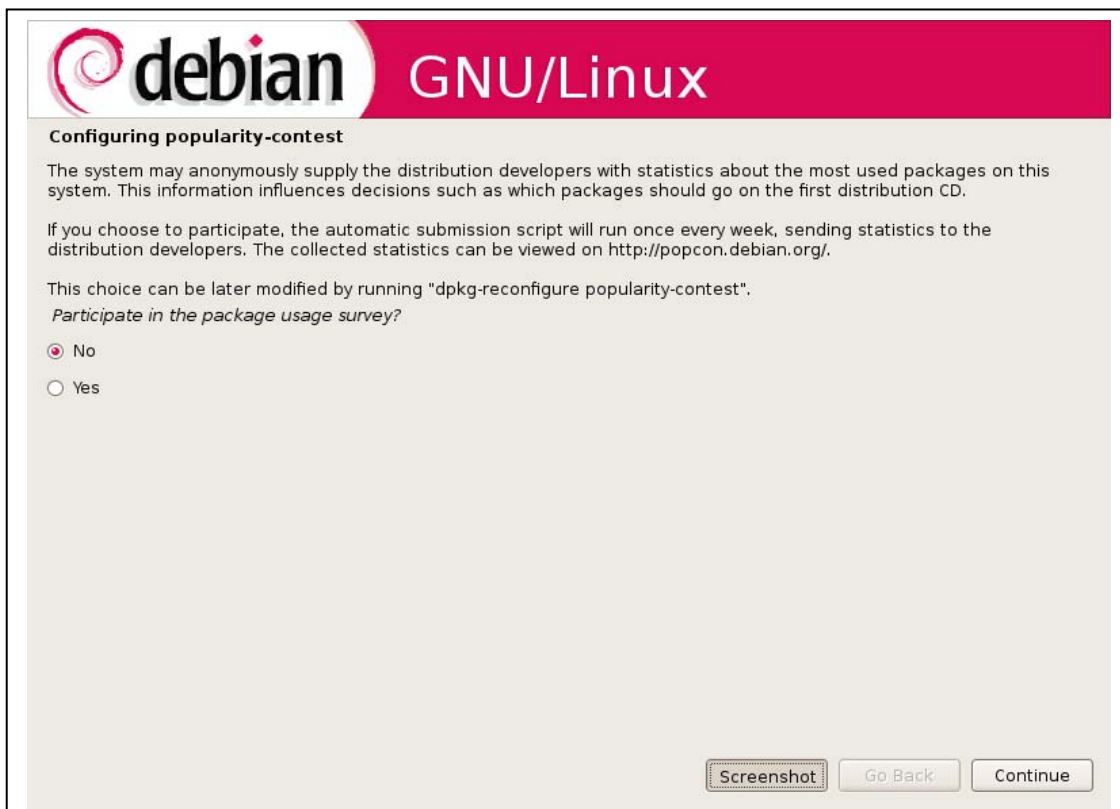 debian GNU/Linux
Configuring popularity-contest
The system may anonymously supply the distribution developers with statistics about the most used packages on this
system. This information influences decisions such as which packages should go on the first distribution CD.
If you choose to participate, the automatic submission script will run once every week, sending statistics to the
distribution developers. The collected statistics can be viewed on http://popcon.debian.org/.
This choice can be later modified by running "dpkg-reconfigure popularity-contest".
Participate in the package usage survey?
No
Yes
Screenshot Go Back Continue